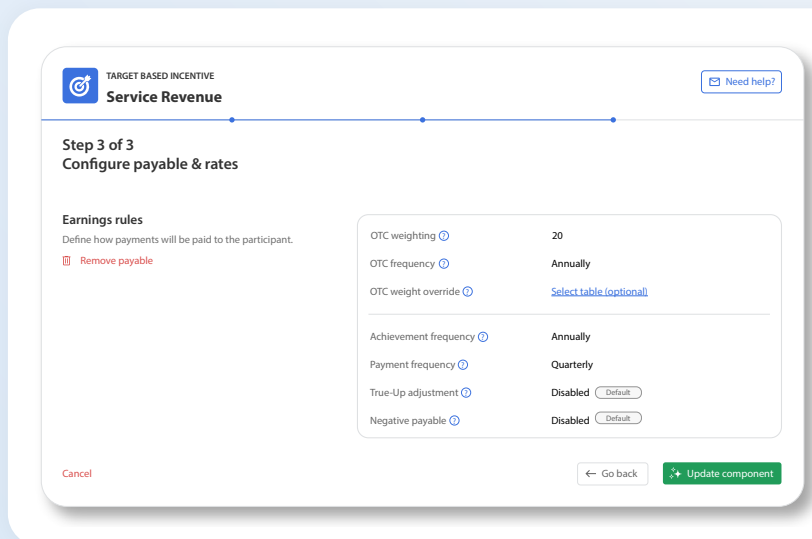 TARGET BASED INCENTIVE
Service Revenue
Need help?
Step 3 of 3
Configure payable & rates
Earnings rules
Define how payments will be paid to the participant.
Remove payable
OTC weighting ? 20
OTC frequency ? Annually
OTC weight override ? Select table (optional)
Achievement frequency ? Annually
Payment frequency ? Quarterly
True-Up adjustment ? Disabled Default
Negative payable ? Disabled Default
Cancel
Go back
Update component